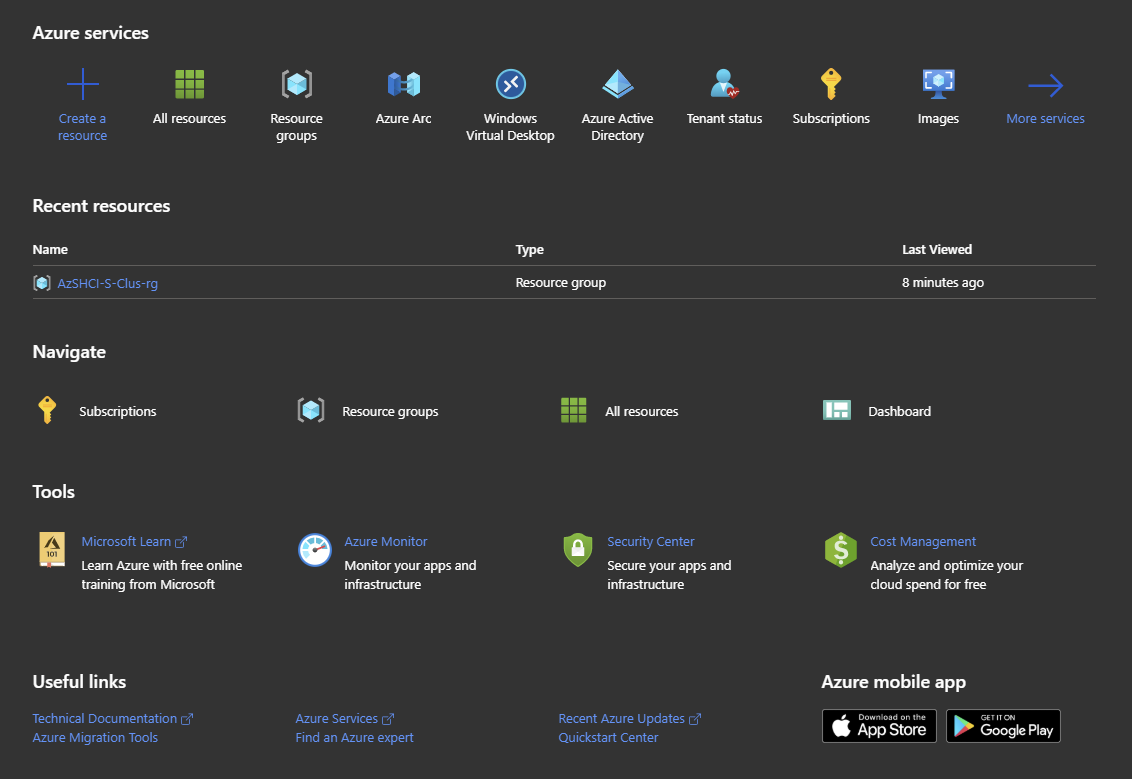 Azure services
Create a resource
All resources
Resource groups
Azure Arc
Windows Virtual Desktop
Azure Active Directory
Tenant status
Subscriptions
Images
More services
Recent resources
Name Type Last Viewed
AzSHCI-S-Clus-rg Resource group 8 minutes ago
Navigate
Subscriptions Resource groups All resources Dashboard
Tools
101
Microsoft Learn
Learn Azure with free online
training from Microsoft
Azure Monitor
Monitor your apps and
infrastructure
Security Center
Secure your apps and
infrastructure
$
Cost Management
Analyze and optimize your
cloud spend for free
Useful links
Technical Documentation
Azure Migration Tools
Azure Services
Find an Azure expert
Recent Azure Updates
Quickstart Center
Azure mobile app
Download on the
App Store
GET IT ON
Google Play